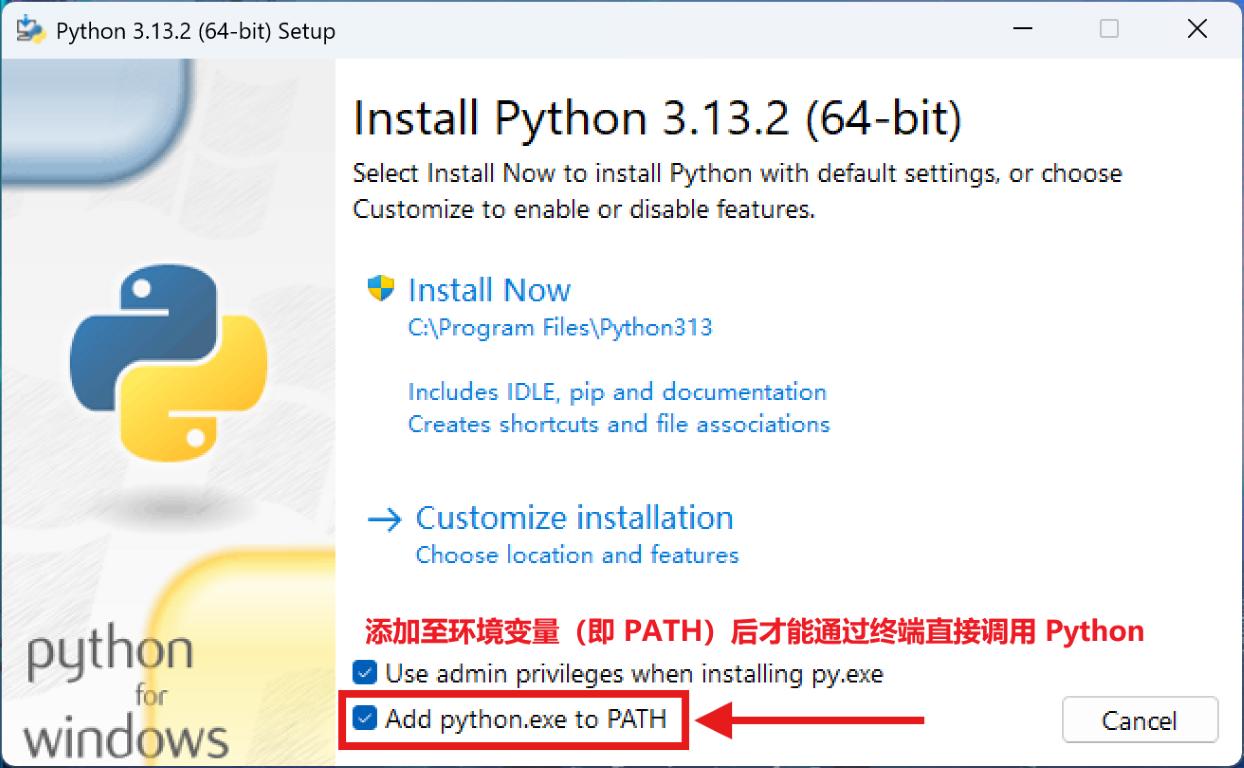 Python 3.13.2 (64-bit) Setup
Install Python 3.13.2 (64-bit)
Select Install Now to install Python with default settings, or choose
Customize to enable or disable features.
Install Now
C:\Program Files\Python313
Includes IDLE, pip and documentation
Creates shortcuts and file associations
Customize installation
Choose location and features
添加至环境变量（即 PATH）后才能通过终端直接调用 Python
Use admin privileges when installing py.exe
Add python.exe to PATH
Cancel
python
for
windows